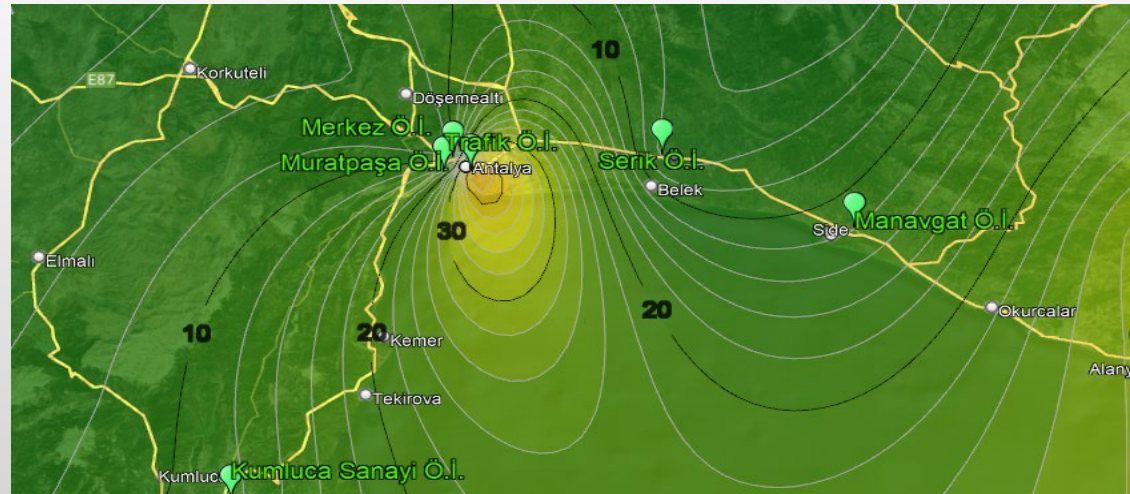 10
Korkuteli
E87
Döşemealtı
Merkez Ö.İ.
Trafik Ö.İ.
Muratpaşa Ö.İ.
Antalya
Serik Ö.İ.
Belek
Manavgat Ö.İ.
Side
30
Elmalı
20
Okurcalar
10
20
Kemer
Alany
Tekirova
Kumluc
Kumluca Sanayi Ö.İ.